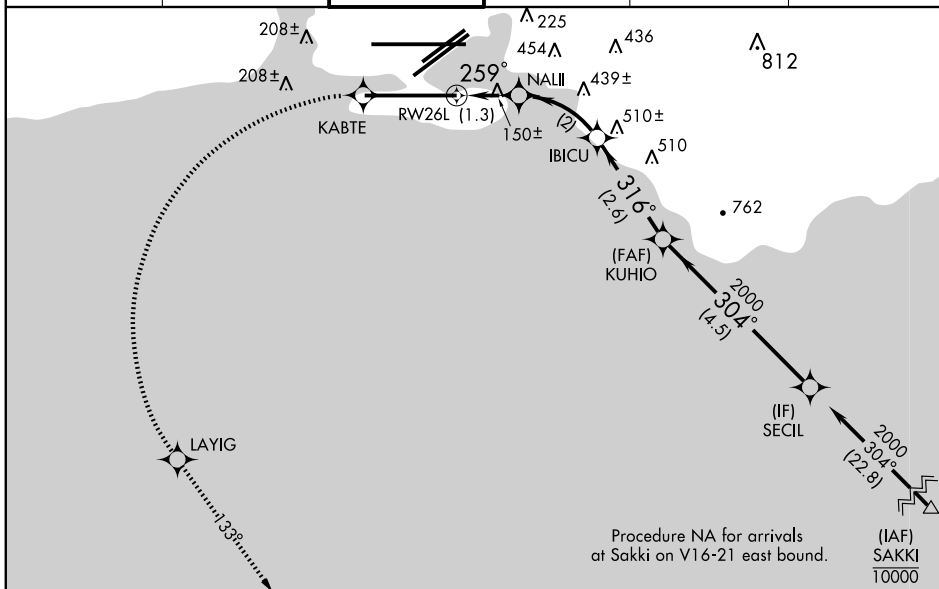 208±
225
454
436
812
208±
259°
NALII
439±
KABTE
RW26L
(1.3)
150±
(2)
510±
IBICU
510
316°
(2.6)
762
(FAF)
KUHIO
2000
304°
(4.5)
(IF)
SECIL
LAYIG
2000
304°
(22.8)
133°
Procedure NA for arrivals
at Sakki on V16-21 east bound.
(IAF)
SAKKI
10000